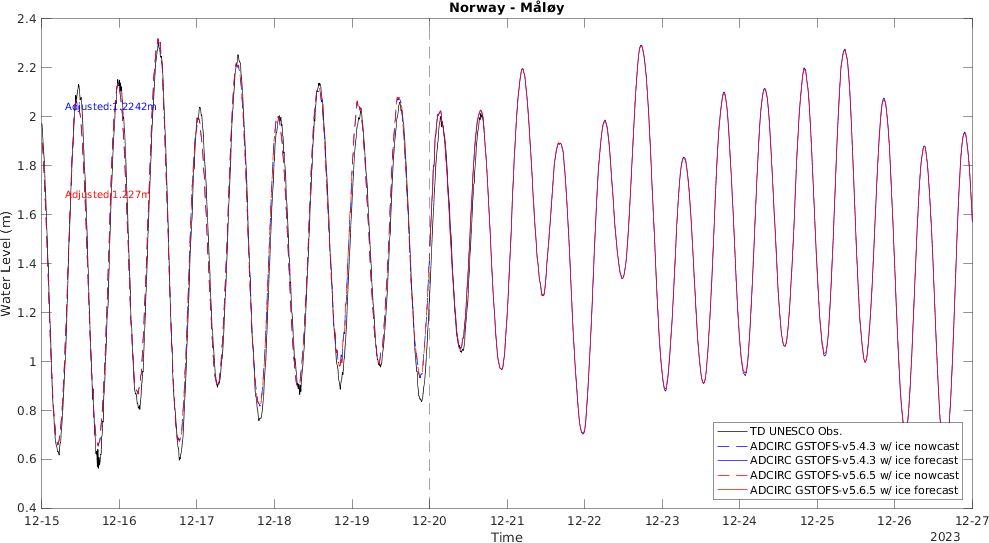 Norway - Måløy
2.4
2.2
2
1.8
1.6
1.4
1.2
1
0.8
0.6
0.4
Water Level (m)
Adjusted:1.2242m
Adjusted:1.227m
TD UNESCO Obs.
ADCIRC GSTOFS-v5.4.3 w/ ice nowcast
ADCIRC GSTOFS-v5.4.3 w/ ice forecast
ADCIRC GSTOFS-v5.6.5 w/ ice nowcast
ADCIRC GSTOFS-v5.6.5 w/ ice forecast
12-15 12-16 12-17 12-18 12-19 12-20 12-21 12-22 12-23 12-24 12-25 12-26 12-27
Time
2023